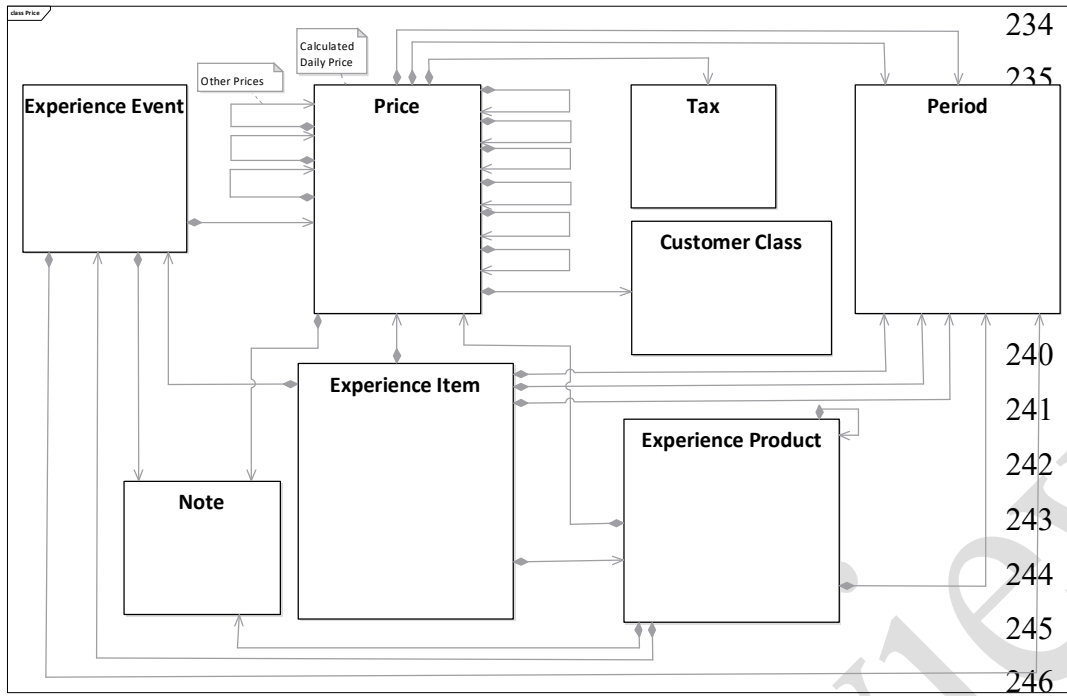 class Price
234
Calculated
Daily Price
Other Prices
235
Experience Event
Price
Tax
Period
Customer Class
240
Experience Item
241
Experience Product
242
Note
243
244
245
246